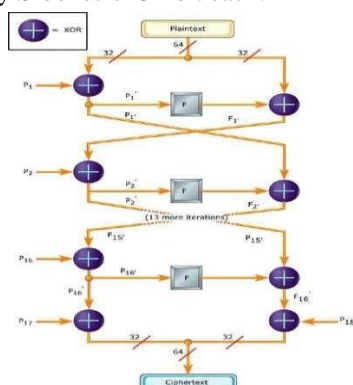 = XOR
Plaintext
64
32
32
P₁
P₁'
F
P₁'
F₁'
P₂
P₂'
F
P₂'
F₂'
(13 more iterations)
F₁₅'
P₁₅'
P₁₆
P₁₆'
F
P₁₆'
F₁₆'
P₁₇
P₁₈
32
32
64
Ciphertext